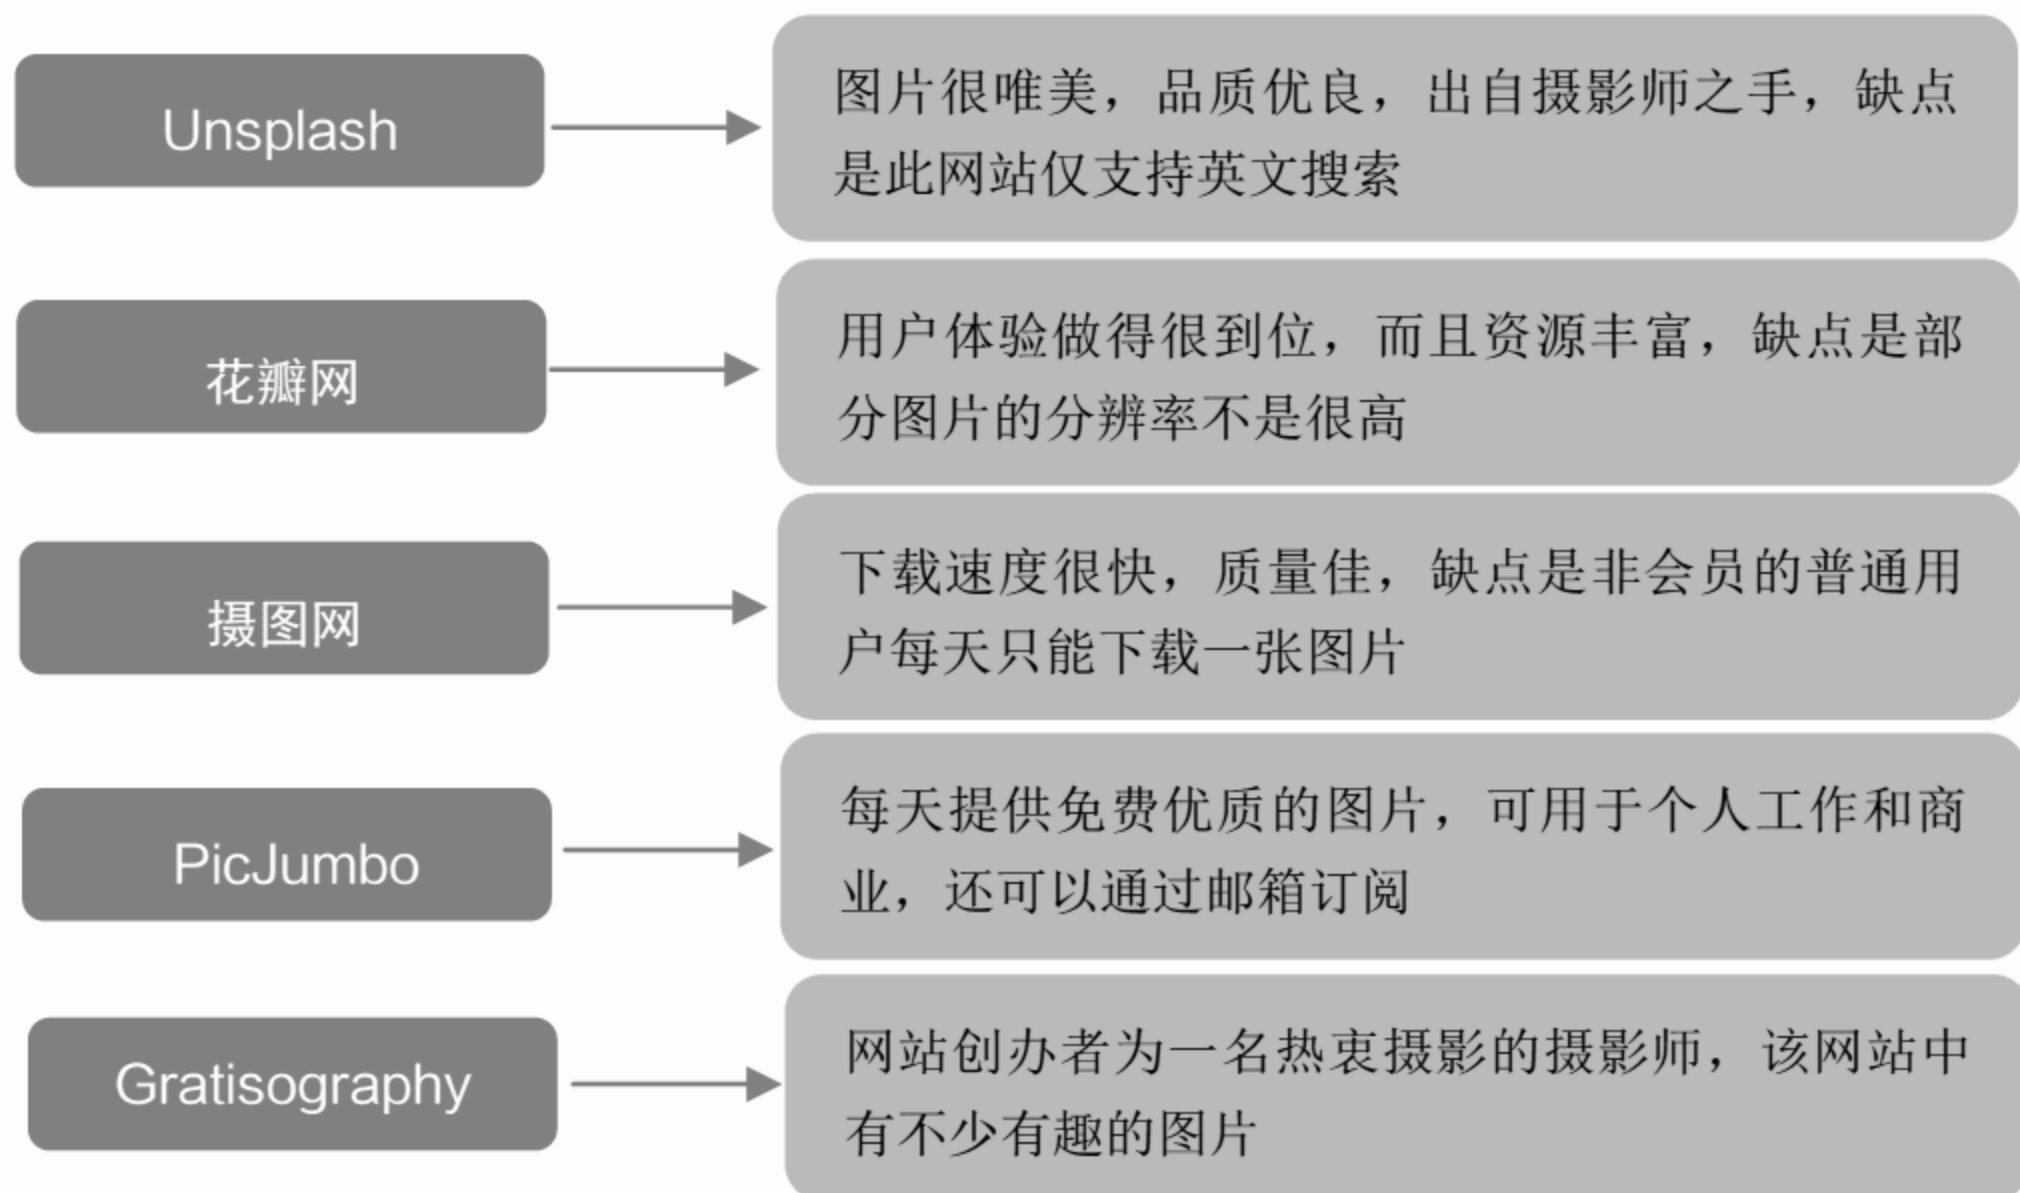 Unsplash
图片很唯美，品质优良，出自摄影师之手，缺点
是此网站仅支持英文搜索
花瓣网
用户体验做得很到位，而且资源丰富，缺点是部
分图片的分辨率不是很高
摄图网
下载速度很快，质量佳，缺点是非会员的普通用
户每天只能下载一张图片
PicJumbo
每天提供免费优质的图片，可用于个人工作和商
业，还可以通过邮箱订阅
Gratisography
网站创办者为一名热衷摄影的摄影师，该网站中
有不少有趣的图片